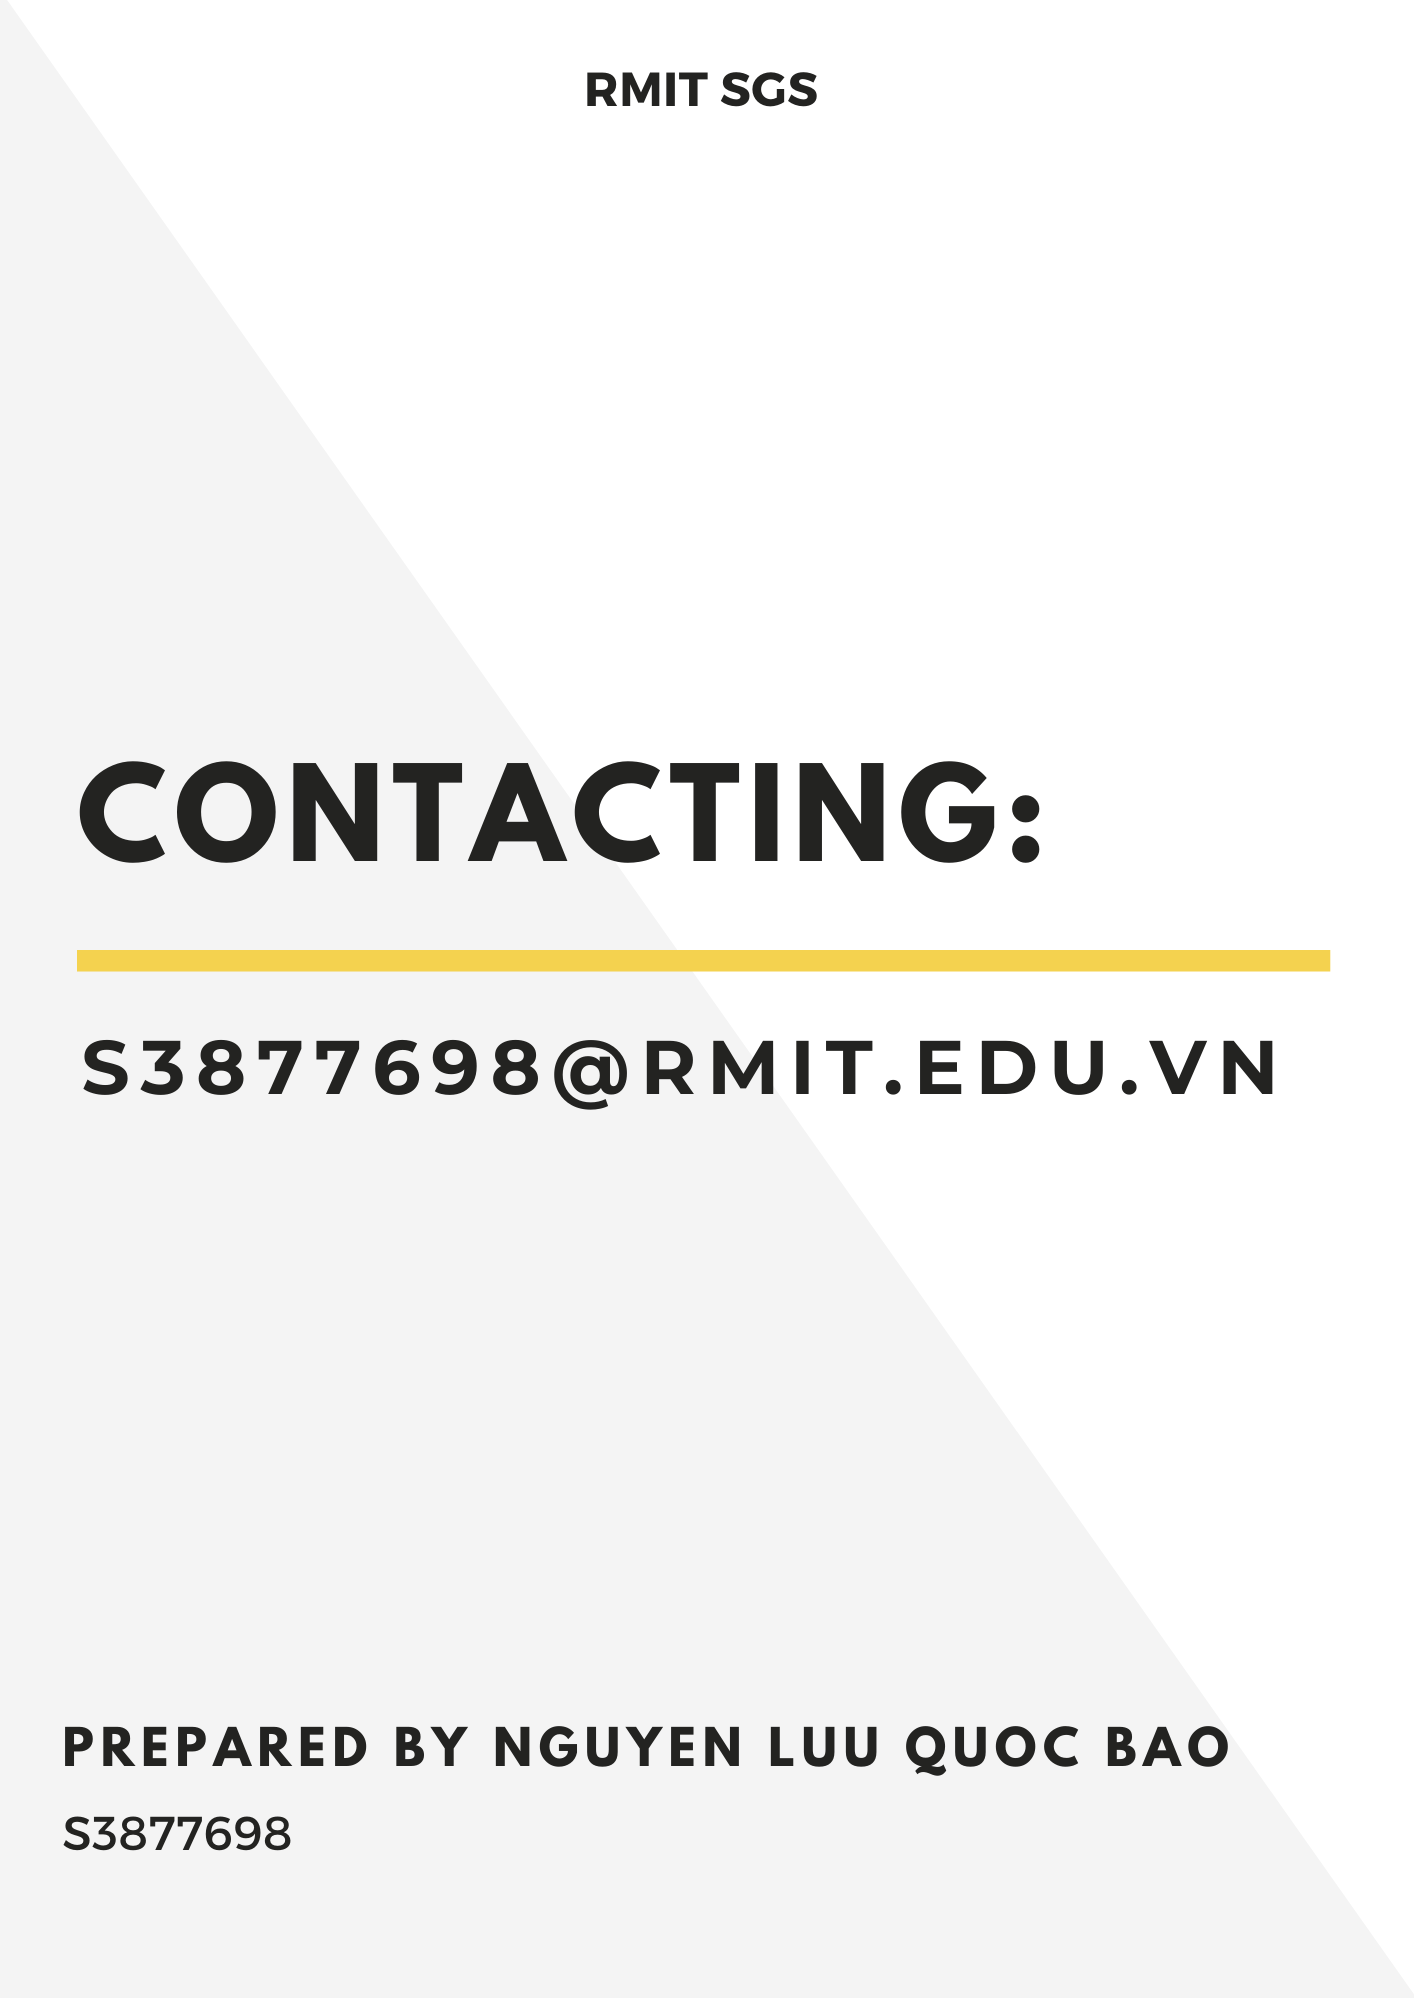 RMIT SGS
CONTACTING:
S3877698@RMIT.EDU.VN
PREPARED BY NGUYEN LUU QUOC BAO
S3877698